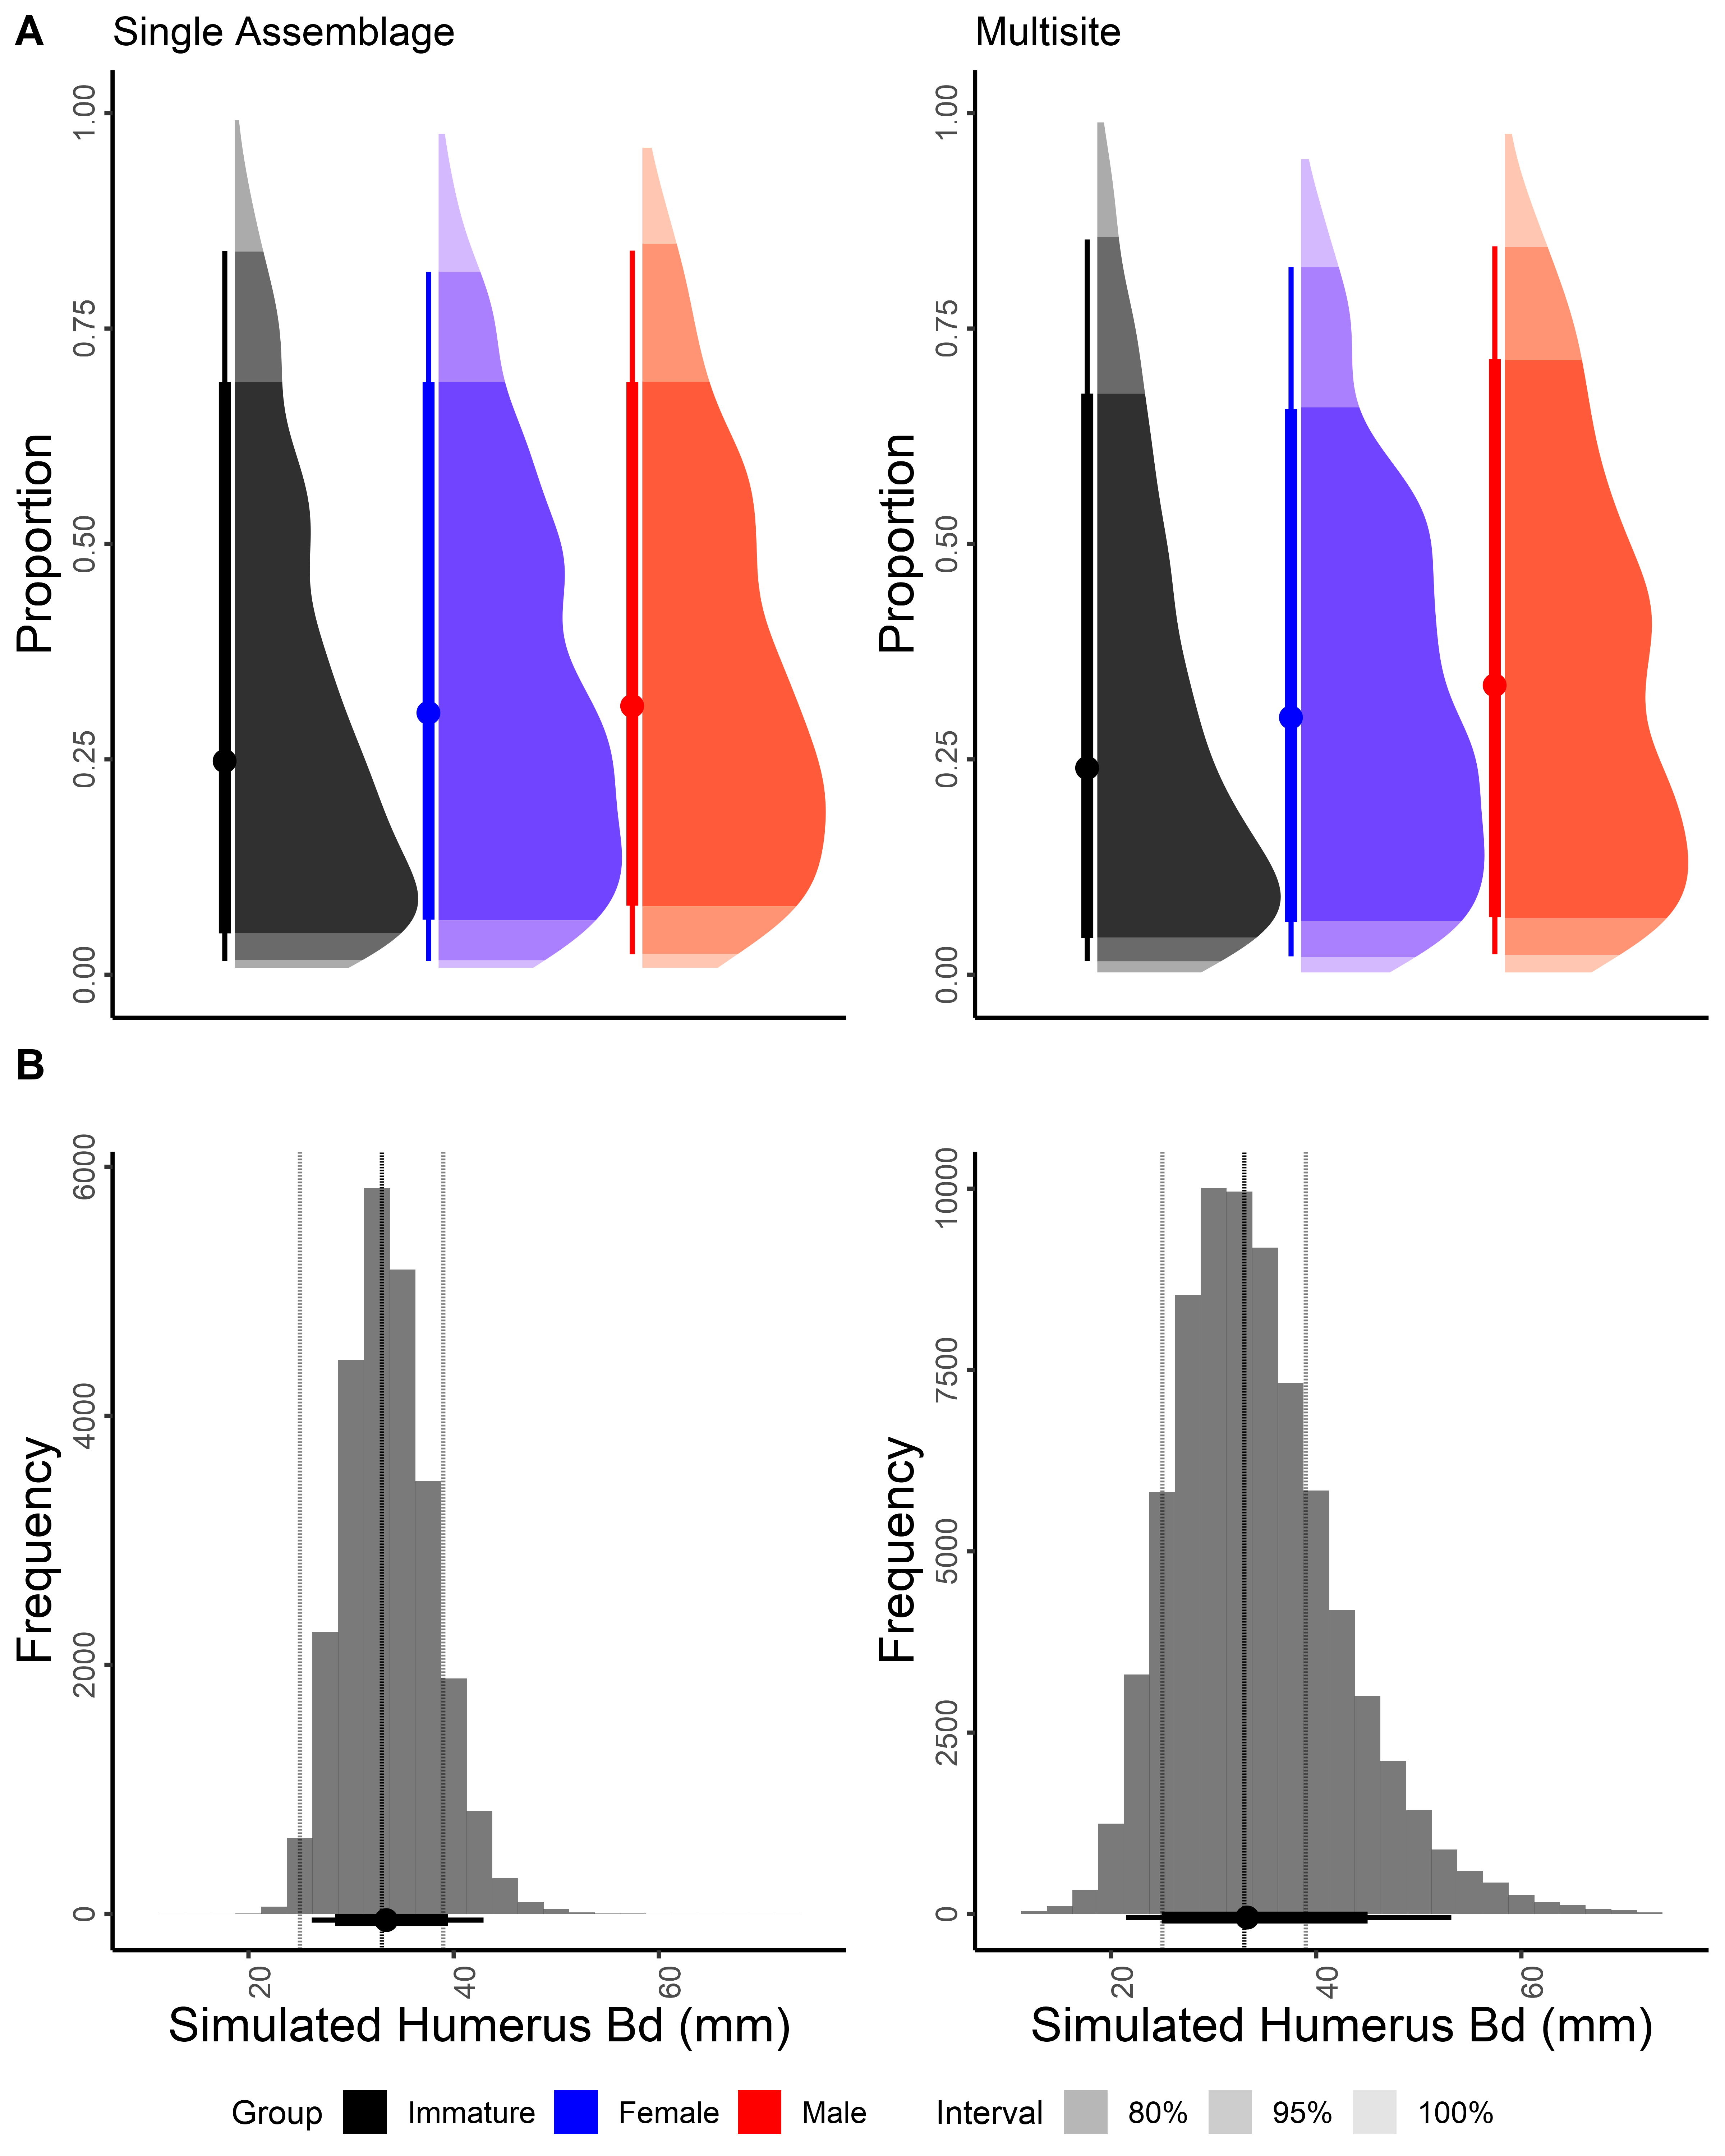 A
Single Assemblage
Multisite
Proportion
1.00
0.75
0.50
0.25
0.00
Proportion
1.00
0.75
0.50
0.25
0.00
B
Frequency
6000
4000
2000
0
20
40
60
Simulated Humerus Bd (mm)
Frequency
10000
7500
5000
2500
0
20
40
60
Simulated Humerus Bd (mm)
Group Immature Female Male Interval 80% 95% 100%